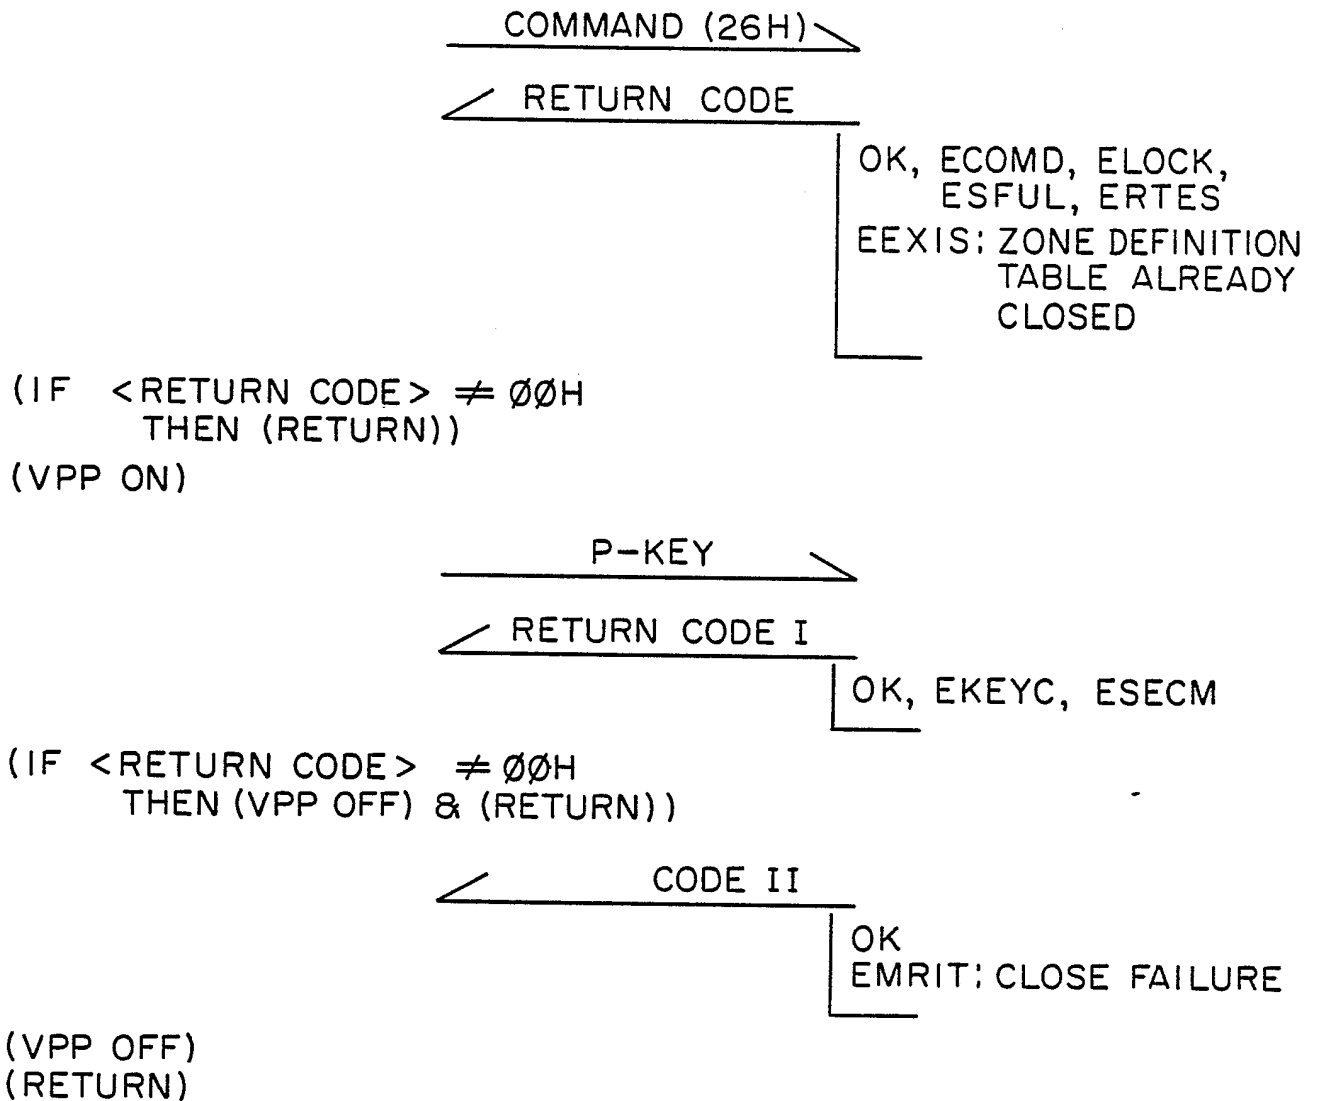 COMMAND (26H)
RETURN CODE
OK, ECOMD, ELOCK,
ESFUL, ERTES
EEXIS: ZONE DEFINITION
TABLE ALREADY
CLOSED
(IF <RETURN CODE> ≠ ØØH
THEN (RETURN))
(VPP ON)
P-KEY
RETURN CODE I
OK, EKEYC, ESECM
(IF <RETURN CODE> ≠ ØØH
THEN (VPP OFF) & (RETURN))
CODE II
OK
EMRIT: CLOSE FAILURE
(VPP OFF)
(RETURN)